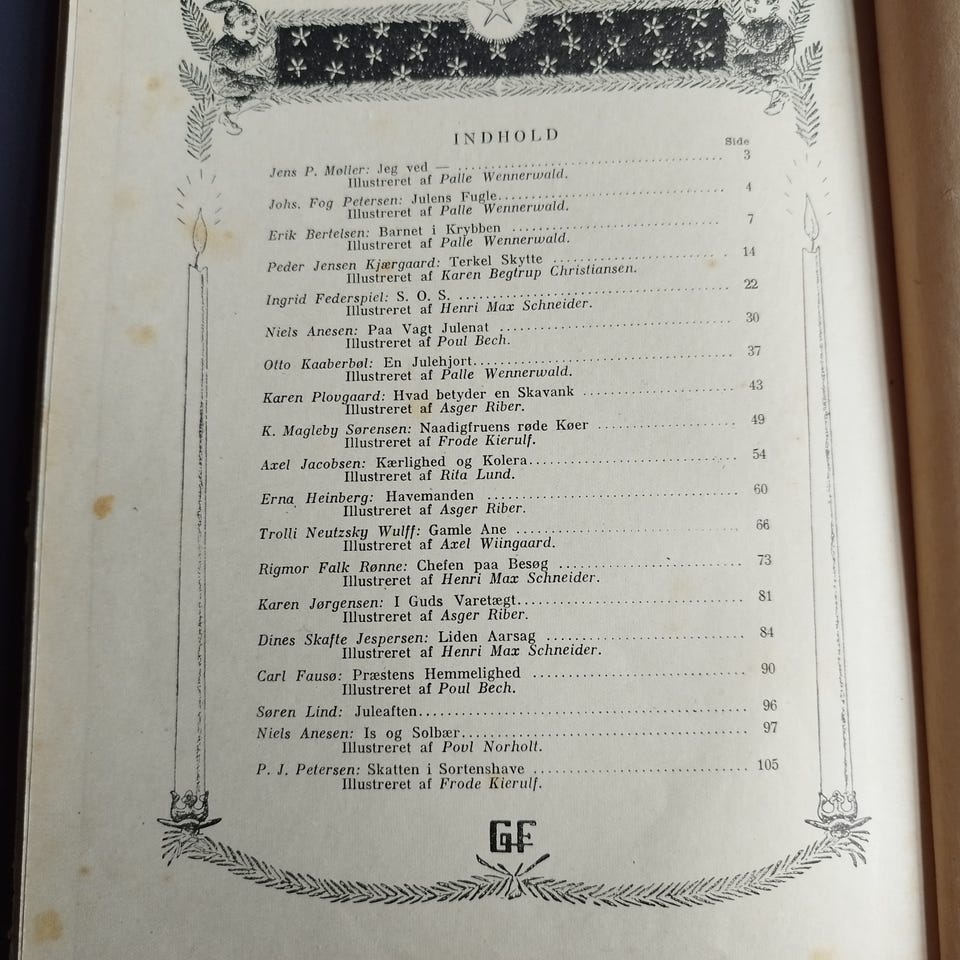 INDHOLD
Side
Jens P. Møller: Jeg ved — .......... 3
Illustreret af Palle Wennerwald.
Johs. Fog Petersen: Julens Fugle.......... 4
Illustreret af Palle Wennerwald.
Erik Bertelsen: Barnet i Krybben .......... 7
Illustreret af Palle Wennerwald.
Peder Jensen Kjærgaard: Terkel Skytte .......... 14
Illustreret af Karen Begtrup Christiansen.
Ingrid Federspiel: S. O. S. .......... 22
Illustreret af Henri Max Schneider.
Niels Anesen: Paa Vagt Julenat .......... 30
Illustreret af Poul Bech.
Otto Kaaberbøl: En Julehjort.......... 37
Illustreret af Palle Wennerwald.
Karen Plovgaard: Hvad betyder en Skavank .......... 43
Illustreret af Asger Riber.
K. Magleby Sørensen: Naadigfruens røde Køer .......... 49
Illustreret af Frode Kierulf.
Axel Jacobsen: Kærlighed og Kolera.......... 54
Illustreret af Rita Lund.
Erna Heinberg: Havemanden .......... 60
Illustreret af Asger Riber.
Trolli Neutzsky Wulff: Gamle Ane .......... 66
Illustreret af Axel Wiingaard.
Rigmor Falk Rønne: Chefen paa Besøg .......... 73
Illustreret af Henri Max Schneider.
Karen Jørgensen: I Guds Varetægt.......... 81
Illustreret af Asger Riber.
Dines Skafte Jespersen: Liden Aarsag .......... 84
Illustreret af Henri Max Schneider.
Carl Fausø: Præstens Hemmelighed .......... 90
Illustreret af Poul Bech.
Søren Lind: Juleaften.......... 96
Niels Anesen: Is og Solbær.......... 97
Illustreret af Povl Norholt.
P. J. Petersen: Skatten i Sortenshave .......... 105
Illustreret af Frode Kierulf.
GF